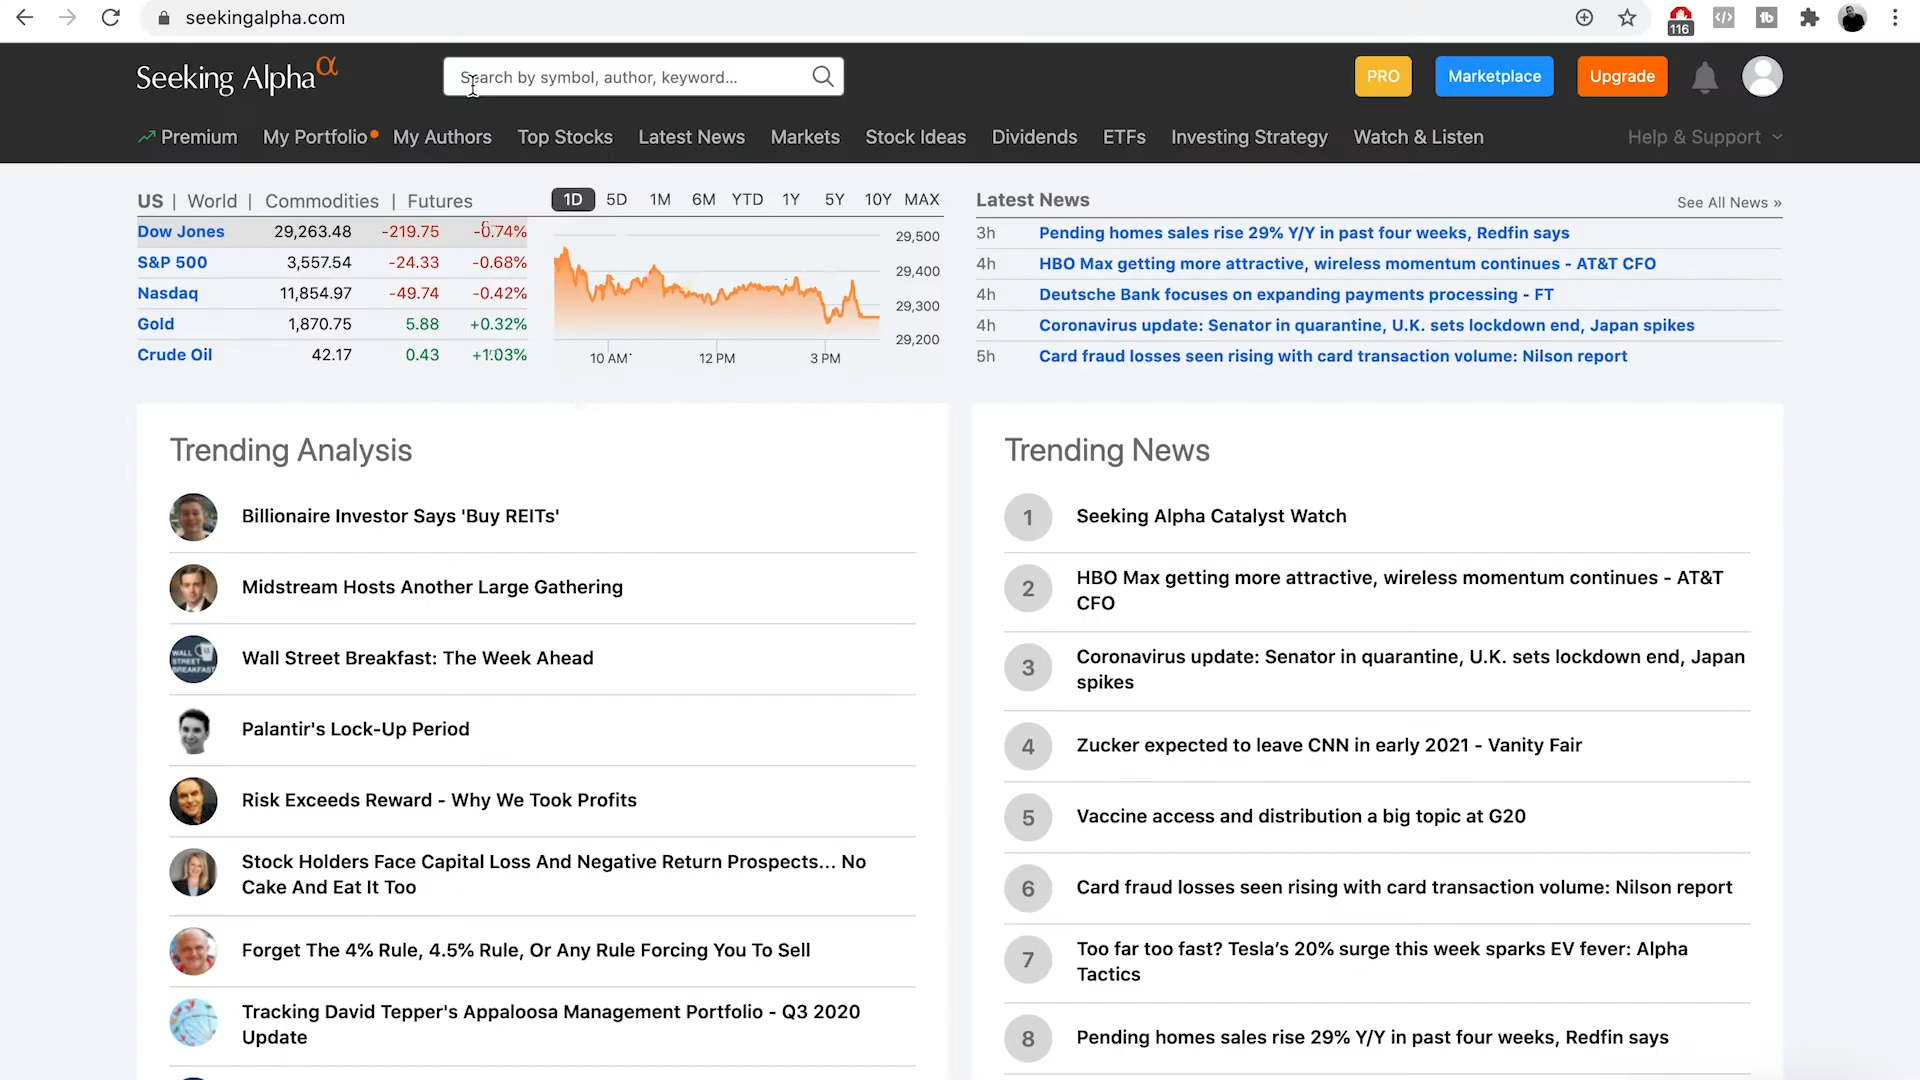 seekingalpha.com
116
</>
tb
Seeking Alpha α
Search by symbol, author, keyword...
PRO
Marketplace
Upgrade
Premium My Portfolio My Authors Top Stocks Latest News Markets Stock Ideas Dividends ETFs Investing Strategy Watch & Listen Help & Support
US | World | Commodities | Futures
Dow Jones 29,263.48 -219.75 -0.74%
S&P 500 3,557.54 -24.33 -0.68%
Nasdaq 11,854.97 -49.74 -0.42%
Gold 1,870.75 5.88 +0.32%
Crude Oil 42.17 0.43 +1.03%
1D 5D 1M 6M YTD 1Y 5Y 10Y MAX
29,500
29,400
29,300
29,200
10 AM 12 PM 3 PM
Latest News See All News »
3h Pending homes sales rise 29% Y/Y in past four weeks, Redfin says
4h HBO Max getting more attractive, wireless momentum continues - AT&T CFO
4h Deutsche Bank focuses on expanding payments processing - FT
4h Coronavirus update: Senator in quarantine, U.K. sets lockdown end, Japan spikes
5h Card fraud losses seen rising with card transaction volume: Nilson report
Trending Analysis
Billionaire Investor Says 'Buy REITs'
Midstream Hosts Another Large Gathering
WALL STREET BREAKFAST
Wall Street Breakfast: The Week Ahead
Palantir's Lock-Up Period
Risk Exceeds Reward - Why We Took Profits
Stock Holders Face Capital Loss And Negative Return Prospects... No
Cake And Eat It Too
Forget The 4% Rule, 4.5% Rule, Or Any Rule Forcing You To Sell
Tracking David Tepper's Appaloosa Management Portfolio - Q3 2020
Update
Trending News
1 Seeking Alpha Catalyst Watch
2 HBO Max getting more attractive, wireless momentum continues - AT&T
CFO
3 Coronavirus update: Senator in quarantine, U.K. sets lockdown end, Japan
spikes
4 Zucker expected to leave CNN in early 2021 - Vanity Fair
5 Vaccine access and distribution a big topic at G20
6 Card fraud losses seen rising with card transaction volume: Nilson report
7 Too far too fast? Tesla’s 20% surge this week sparks EV fever: Alpha
Tactics
8 Pending homes sales rise 29% Y/Y in past four weeks, Redfin says